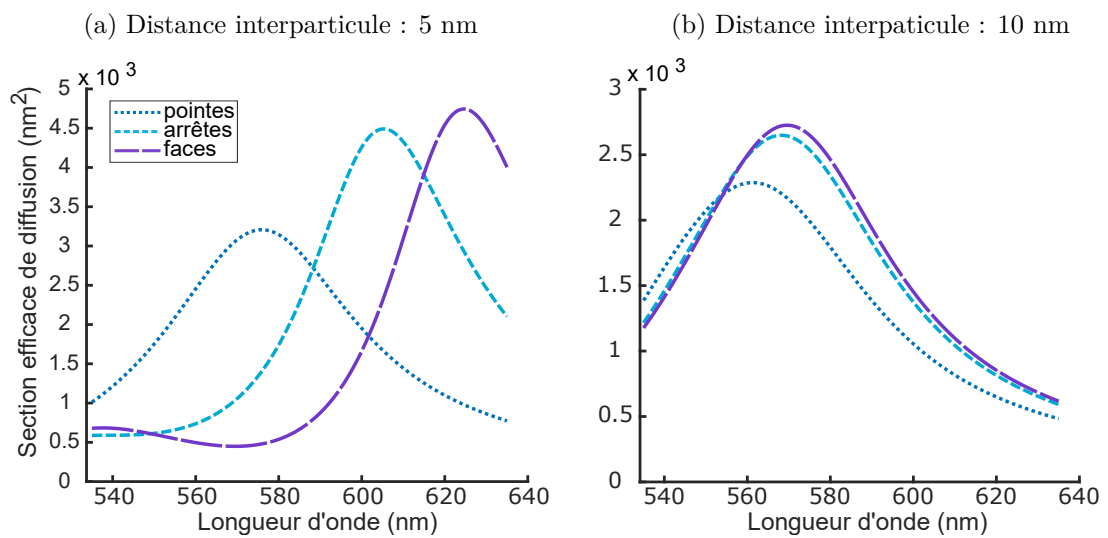 (a) Distance interparticule : 5 nm
(b) Distance interpaticule : 10 nm
x 10 3
5
4.5
4
3.5
3
2.5
2
1.5
1
0.5
0
Section efficace de diffusion (nm2)
pointes
arrêtes
faces
540 560 580 600 620 640
Longueur d'onde (nm)
x 10 3
3
2.5
2
1.5
1
0.5
0
540 560 580 600 620 640
Longueur d'onde (nm)